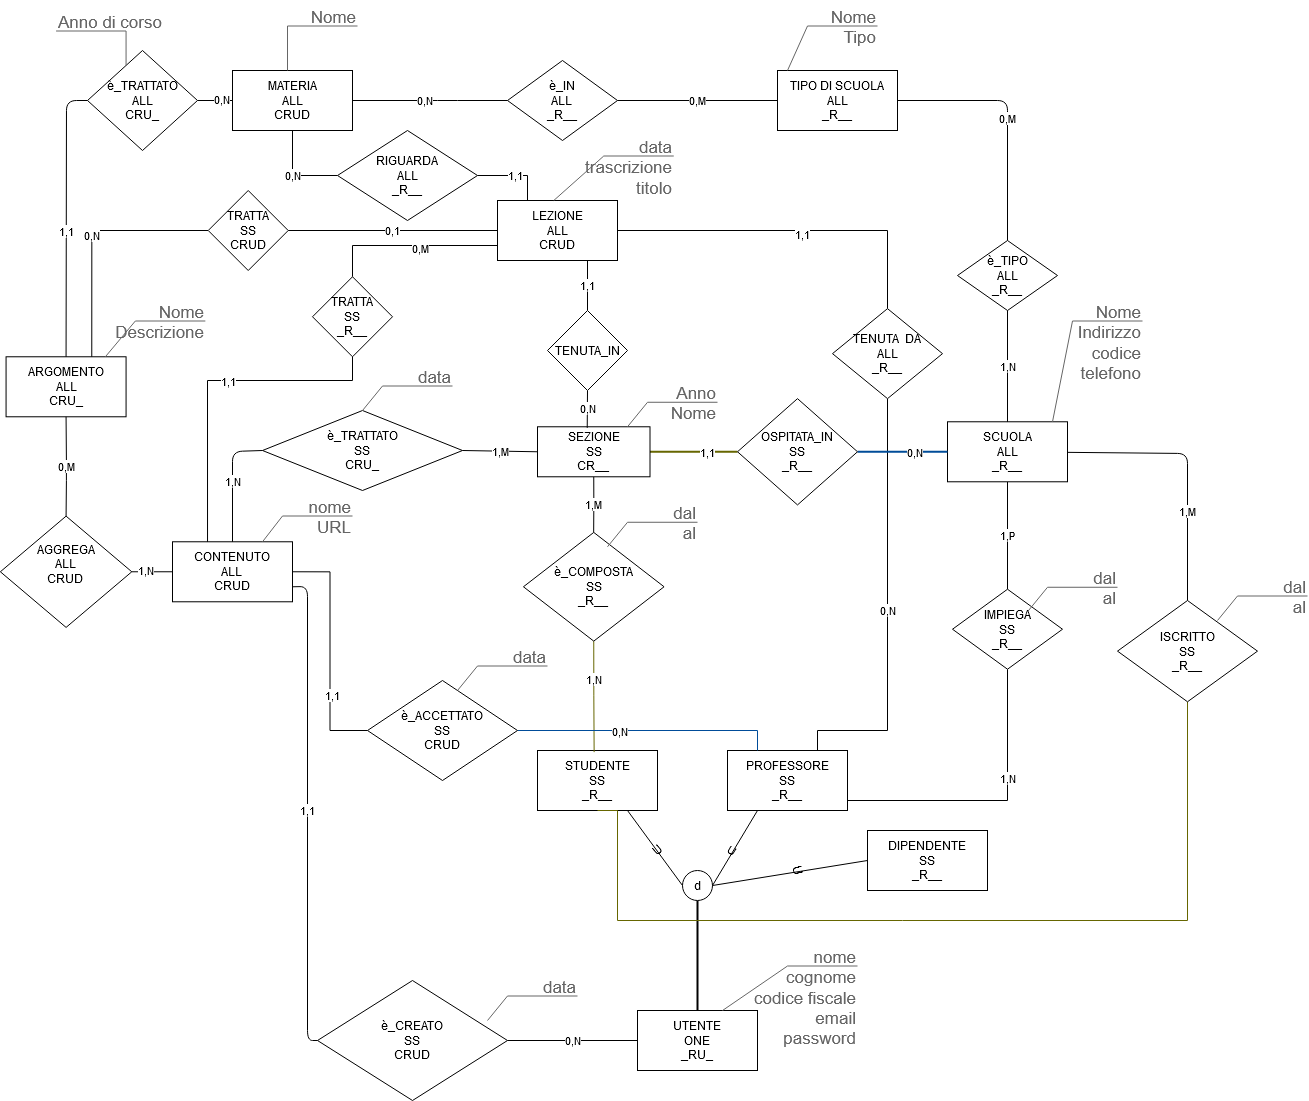 Anno di corso
Nome
Nome
Tipo
è_TRATTATO
ALL
CRU_
0,N
MATERIA
ALL
CRUD
0,N
è_IN
ALL
_R__
0,M
TIPO DI SCUOLA
ALL
_R__
0,M
0,N
RIGUARDA
ALL
_R__
1,1
data
trascrizione
titolo
LEZIONE
ALL
CRUD
1,1
0,N
TRATTA
SS
CRUD
0,1
0,M
1,1
1,1
è_TIPO
ALL
_R__
TRATTA
SS
_R__
TENUTA_IN
TENUTA DA
ALL
_R__
Nome
Descrizione
Nome
Indirizzo
codice
telefono
ARGOMENTO
ALL
CRU_
1,1
data
0,N
1,N
Anno
Nome
è_TRATTATO
SS
CRU_
1,M
SEZIONE
SS
CR__
1,1
OSPITATA_IN
SS
_R__
0,N
SCUOLA
ALL
_R__
0,M
1,N
1,M
1,P
1,M
nome
URL
dal
al
AGGREGA
ALL
CRUD
1,N
CONTENUTO
ALL
CRUD
è_COMPOSTA
SS
_R__
dal
al
dal
al
0,N
IMPIEGA
SS
_R__
ISCRITTO
SS
_R__
data
1,N
1,1
è_ACCETTATO
SS
CRUD
0,N
STUDENTE
SS
_R__
PROFESSORE
SS
_R__
1,N
1,1
U
U
U
DIPENDENTE
SS
_R__
d
nome
cognome
codice fiscale
email
password
data
è_CREATO
SS
CRUD
0,N
UTENTE
ONE
_RU_